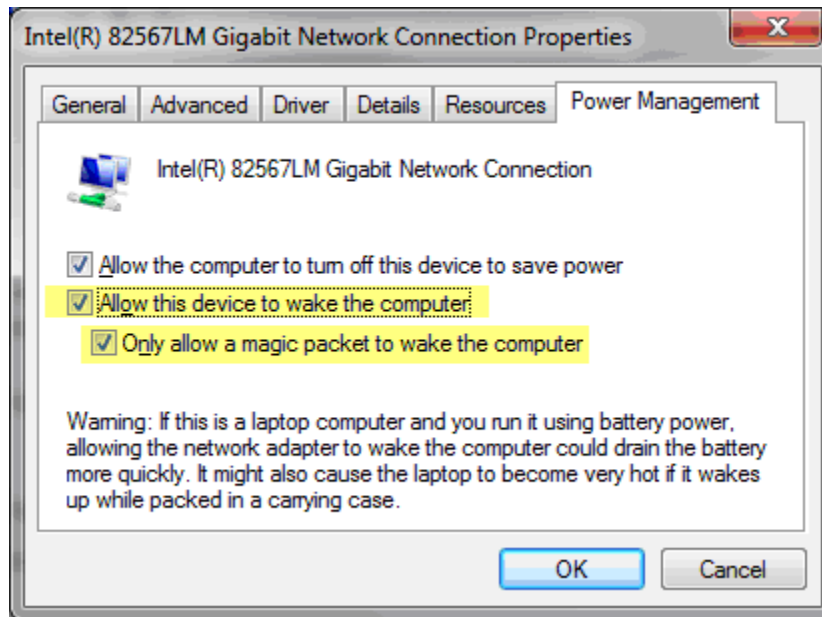 Intel(R) 82567LM Gigabit Network Connection Properties
General Advanced Driver Details Resources Power Management
Intel(R) 82567LM Gigabit Network Connection
Allow the computer to turn off this device to save power
Allow this device to wake the computer
Only allow a magic packet to wake the computer
Warning: If this is a laptop computer and you run it using battery power,
allowing the network adapter to wake the computer could drain the battery
more quickly. It might also cause the laptop to become very hot if it wakes
up while packed in a carrying case.
OK Cancel